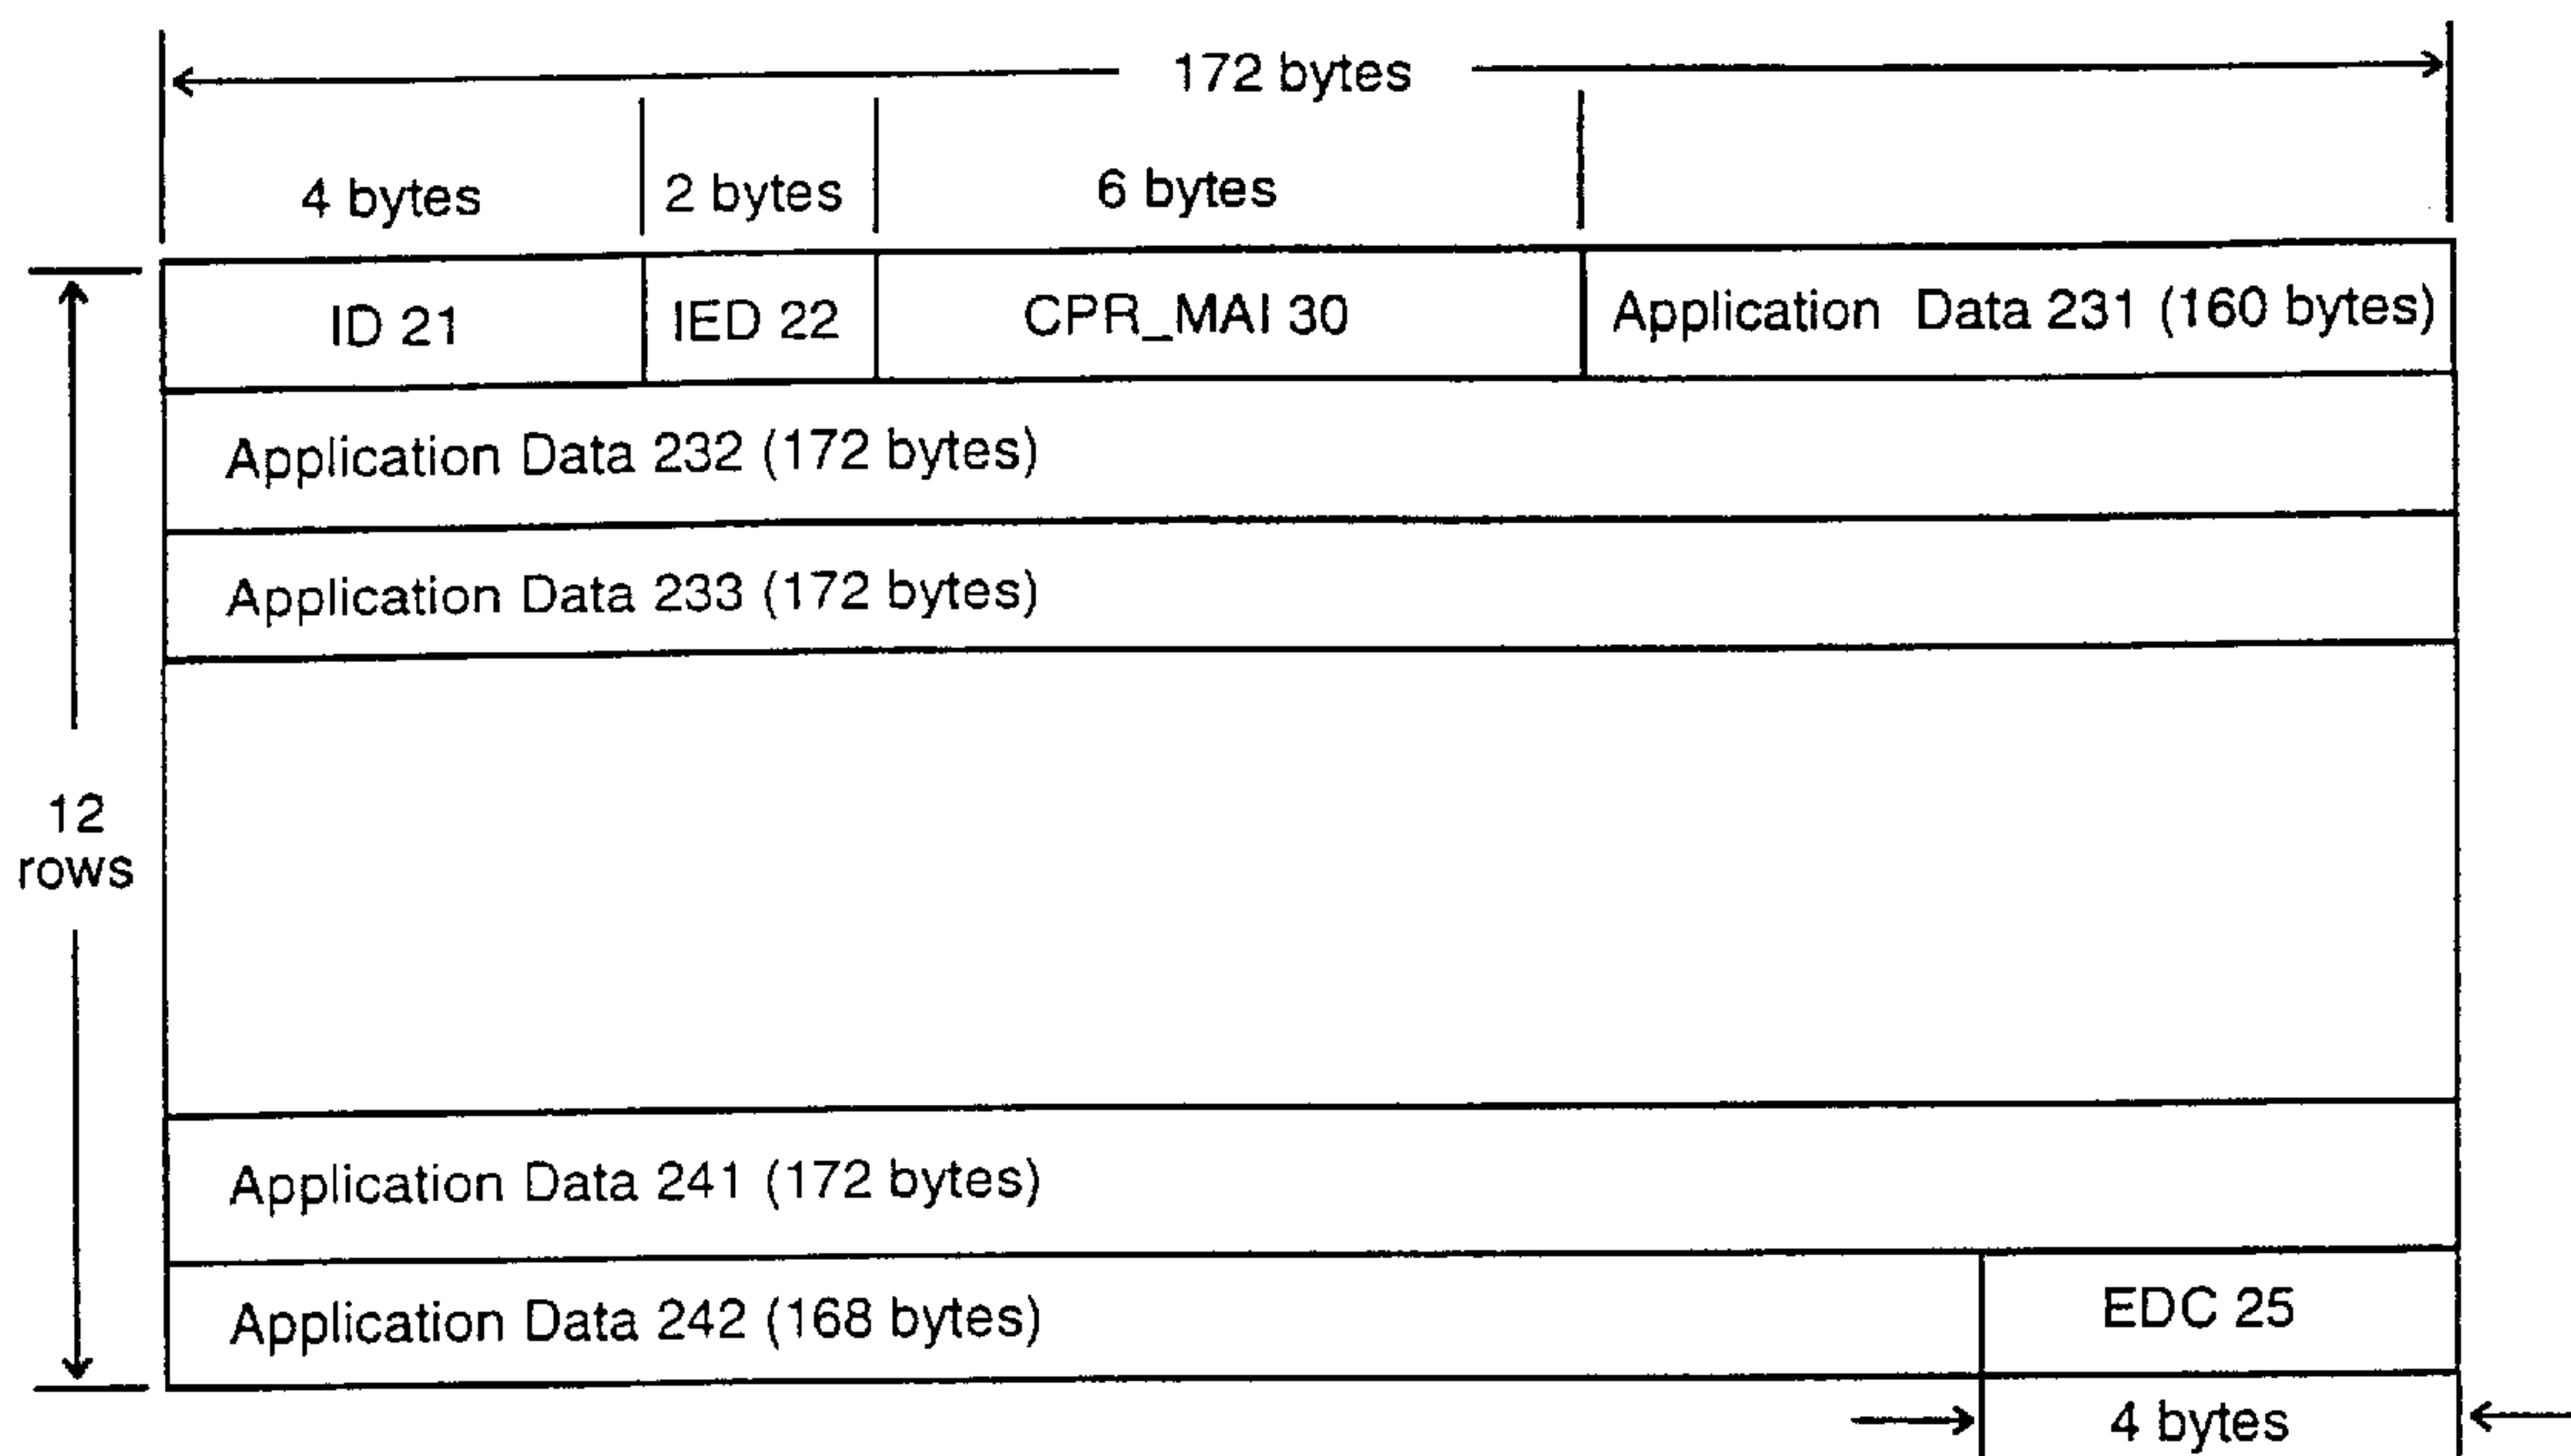 172 bytes
4 bytes 2 bytes 6 bytes
ID 21 IED 22 CPR_MAI 30 Application Data 231 (160 bytes)
Application Data 232 (172 bytes)
Application Data 233 (172 bytes)
12
rows
Application Data 241 (172 bytes)
Application Data 242 (168 bytes) EDC 25
4 bytes